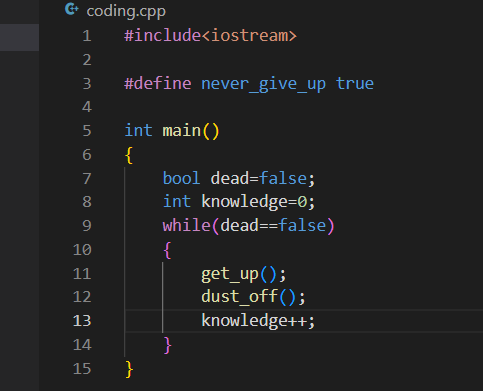 coding.cpp
1 #include<iostream>
2
3 #define never_give_up true
4
5 int main()
6 {
7 bool dead=false;
8 int knowledge=0;
9 while(dead==false)
10 {
11 get_up();
12 dust_off();
13 knowledge++;
14 }
15 }